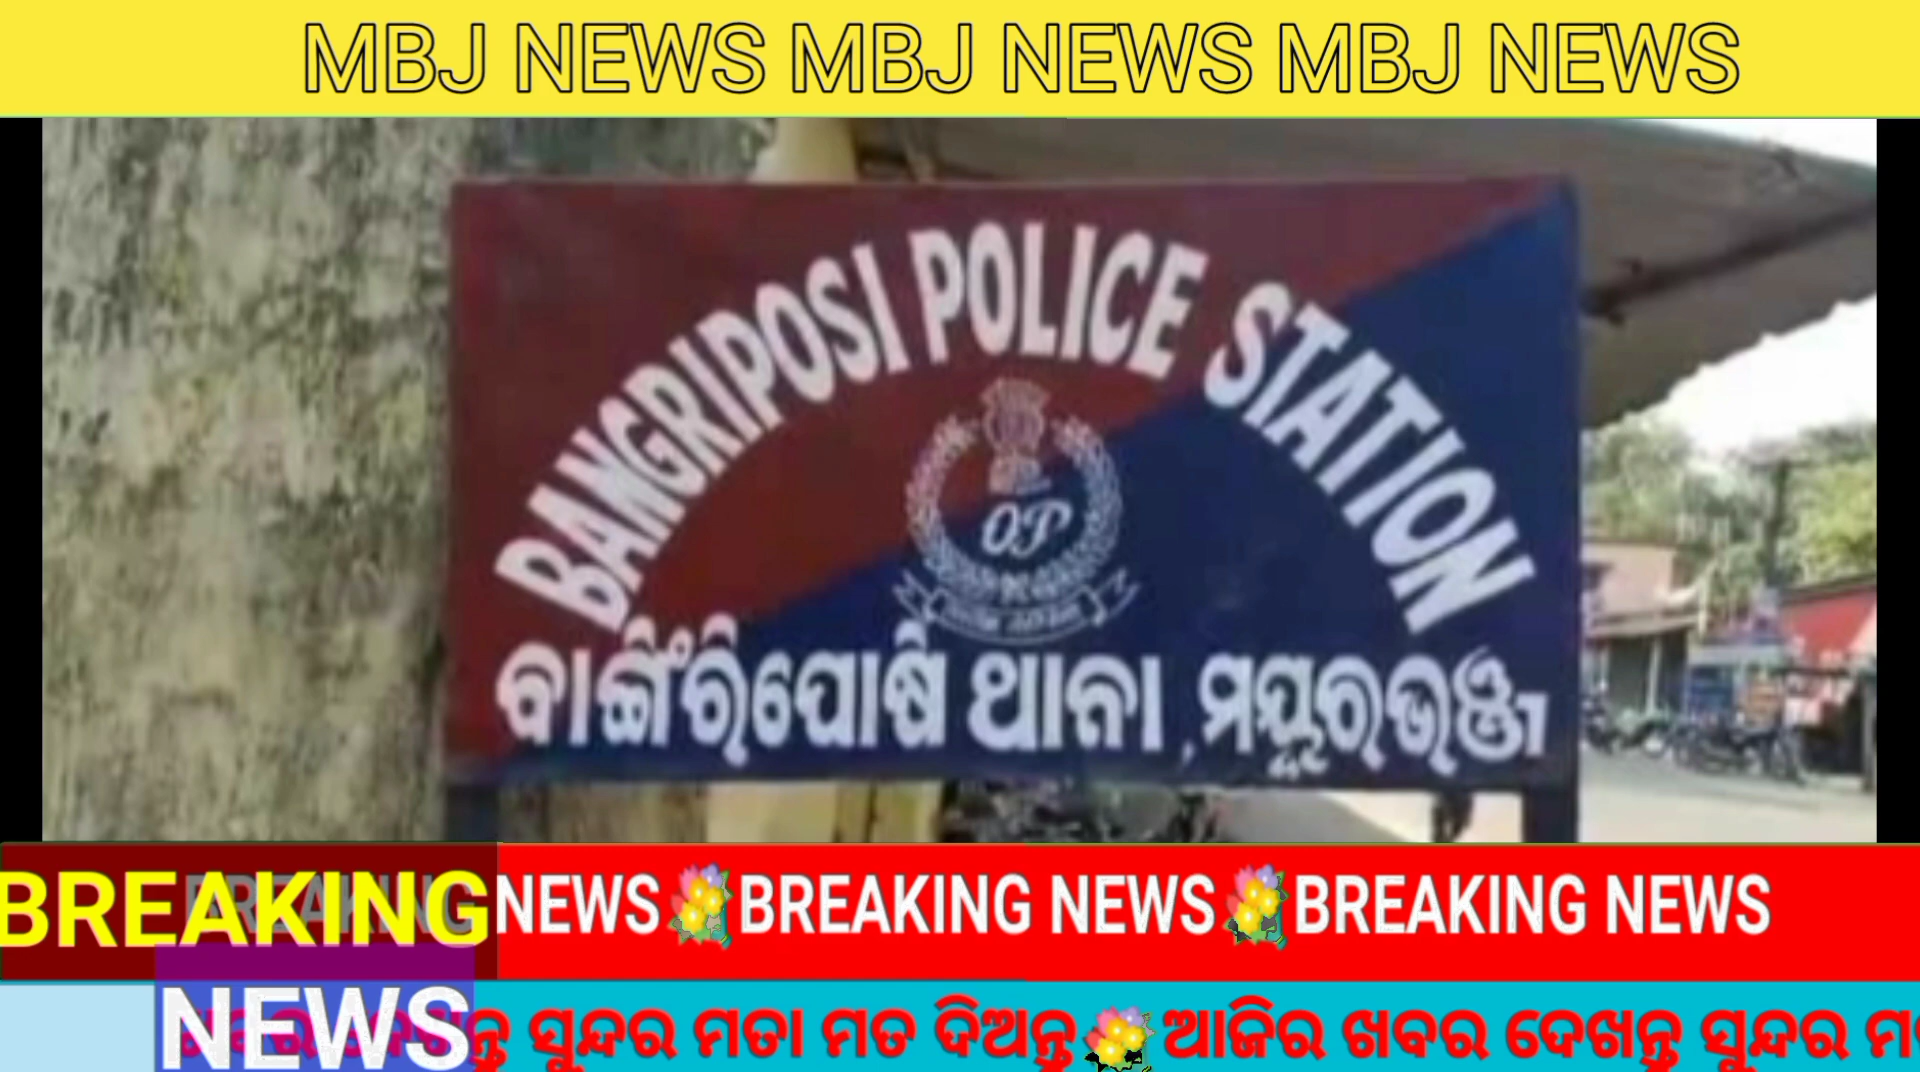 MBJ NEWS MBJ NEWS MBJ NEWS
BANGRIPOSI POLICE STATION
OP
ବାଙ୍ଗିରିପୋଷି ଥାନା ,ମୟୂରଭଞ୍ଜ
BREAKING NEWS BREAKING NEWS BREAKING NEWS
BREAKING
NEWS
ସୁନ୍ଦର ମତା ମତ ଦିଅନ୍ତୁ ଆଜିର ଖବର ଦେଖନ୍ତୁ ସୁନ୍ଦର